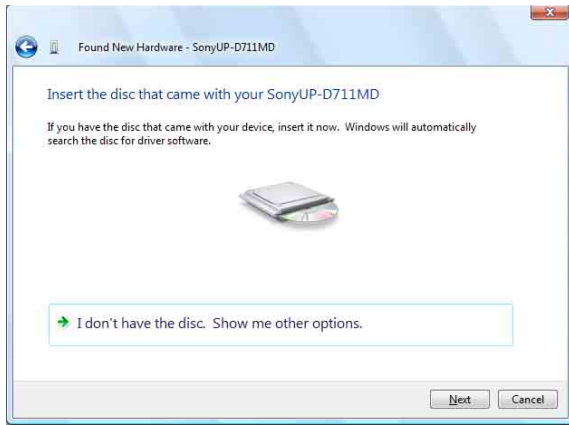 Found New Hardware - SonyUP-D711MD
Insert the disc that came with your SonyUP-D711MD
If you have the disc that came with your device, insert it now. Windows will automatically
search the disc for driver software.
I don't have the disc. Show me other options.
Next Cancel